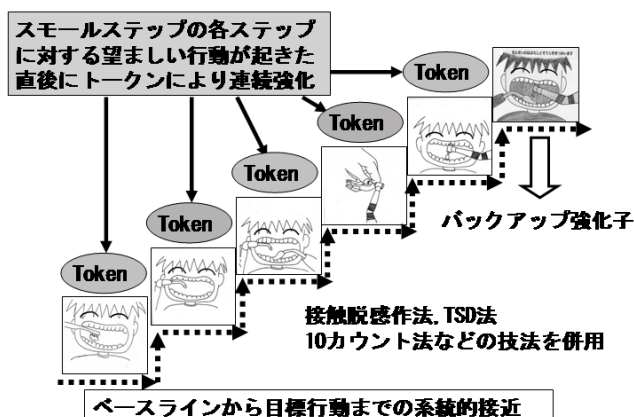 スモールステップの各ステップ
に対する望ましい行動が起きた
直後にトークンにより連続強化
Token
Token
Token
Token
Token
バックアップ強化子
接触脱感作法,TSD法
10カウント法などの技法を併用
ベースラインから目標行動までの系統的接近